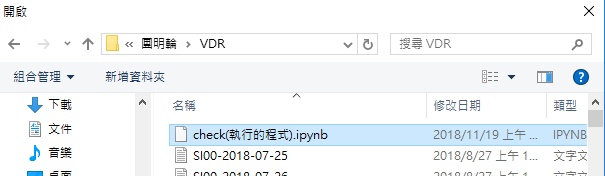 開啟
« 圓明輪 › VDR
搜尋 VDR
組合管理 新增資料夾
下載
文件
音樂
桌面
名稱 修改日期 類型
check(執行的程式).ipynb 2018/11/19 上午 ... IPYNB
SI00-2018-07-25 2018/8/27 上午 1... 文字文
SI00-2018-07-26 2018/8/27 上午 1... 文字文